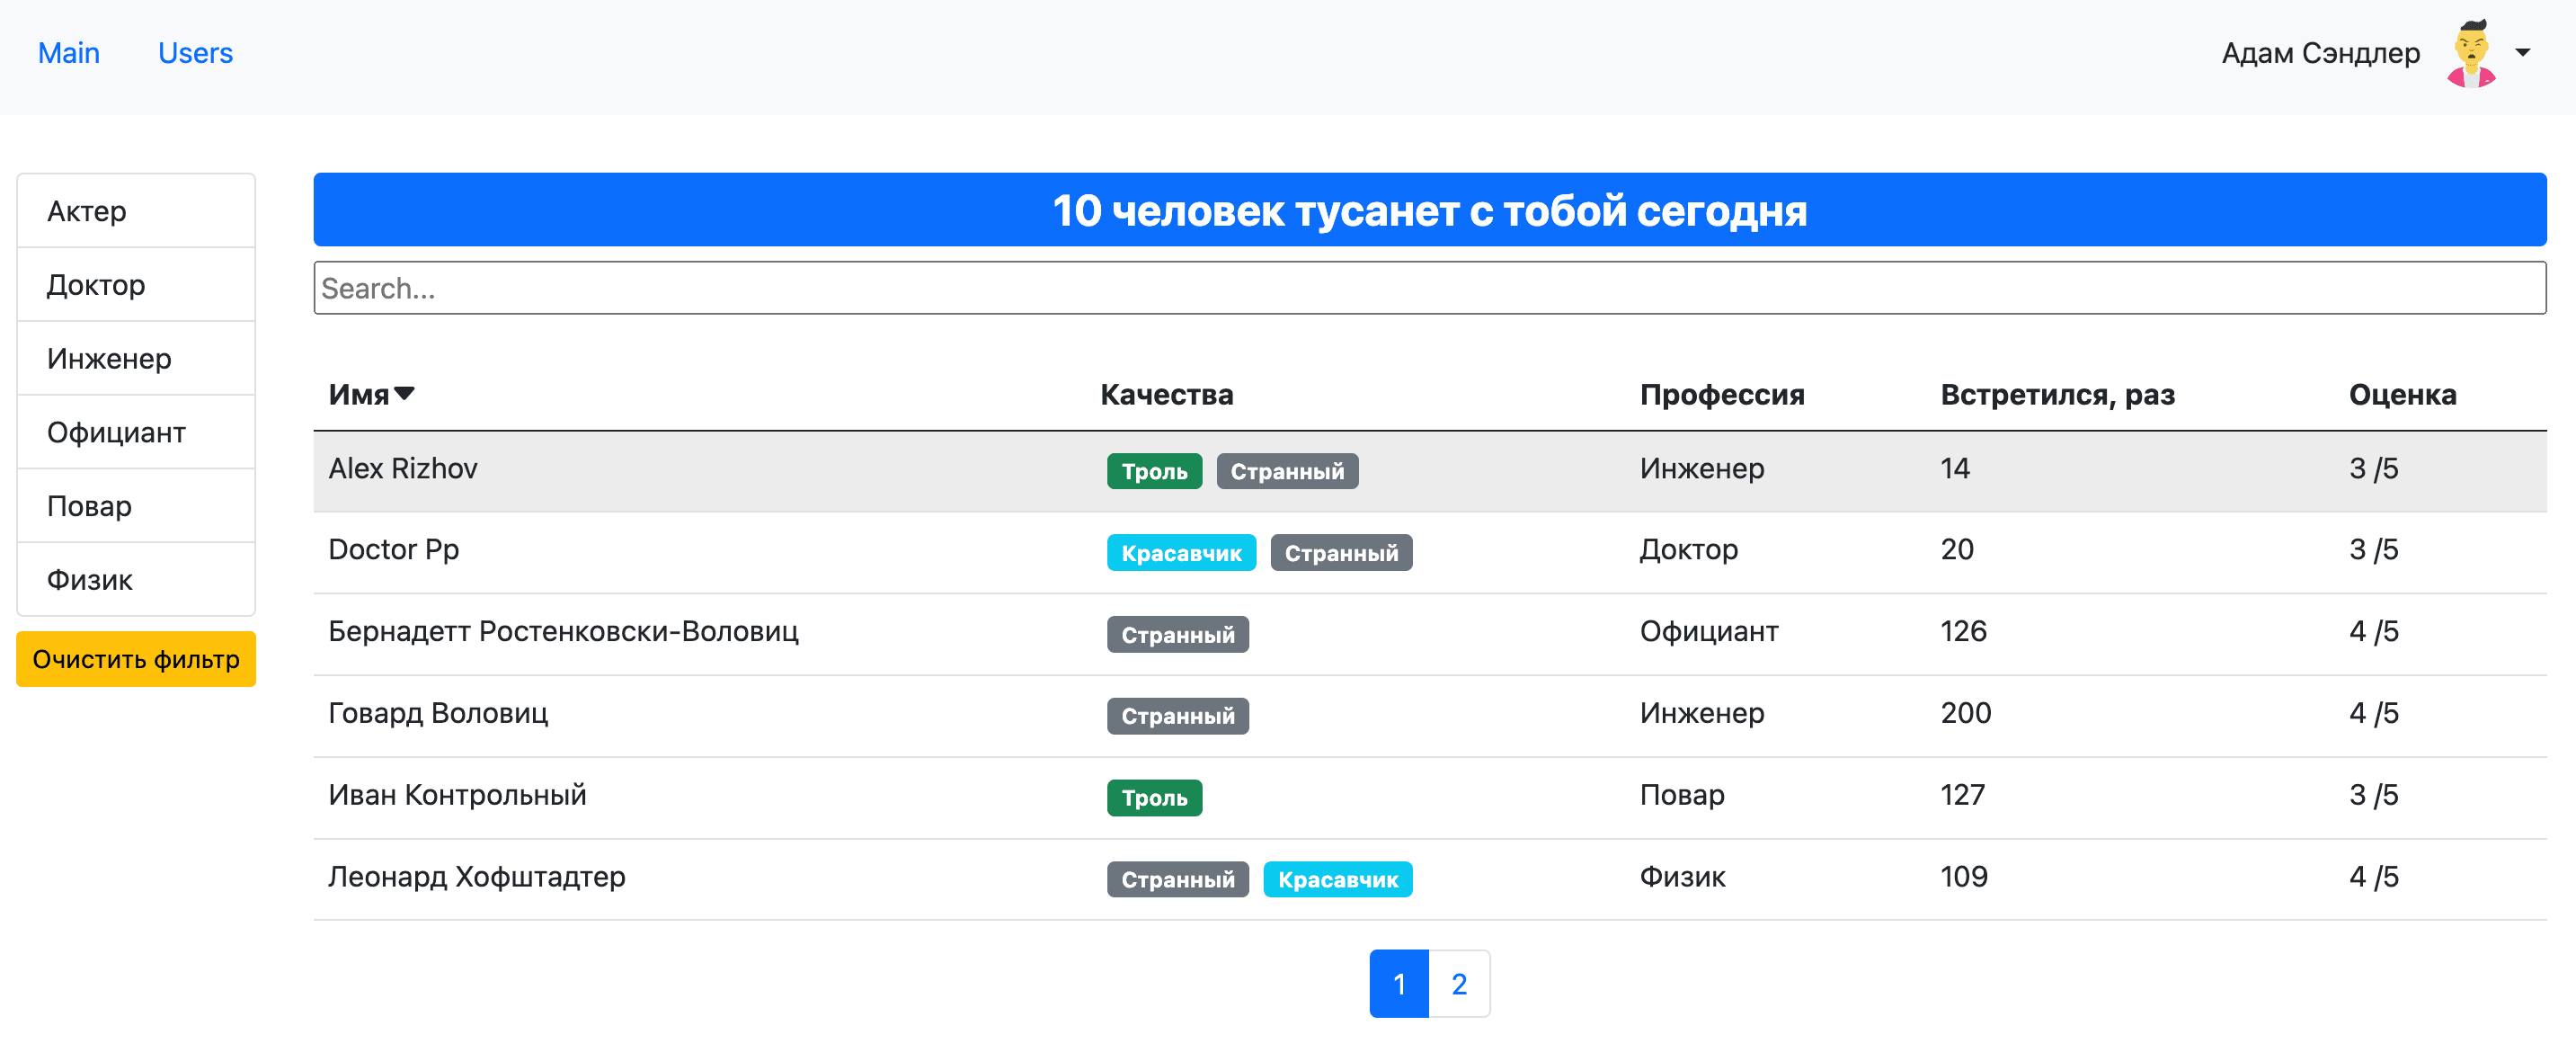 Main Users Адам Сэндлер
Актер
Доктор
Инженер
Официант
Повар
Физик
Очистить фильтр
10 человек тусанет с тобой сегодня
Search...
Имя Качества Профессия Встретился, раз Оценка
Alex Rizhov Троль Странный Инженер 14 3 /5
Doctor Pp Красавчик Странный Доктор 20 3 /5
Бернадетт Ростенковски-Воловиц Странный Официант 126 4 /5
Говард Воловиц Странный Инженер 200 4 /5
Иван Контрольный Троль Повар 127 3 /5
Леонард Хофштадтер Странный Красавчик Физик 109 4 /5
1 2